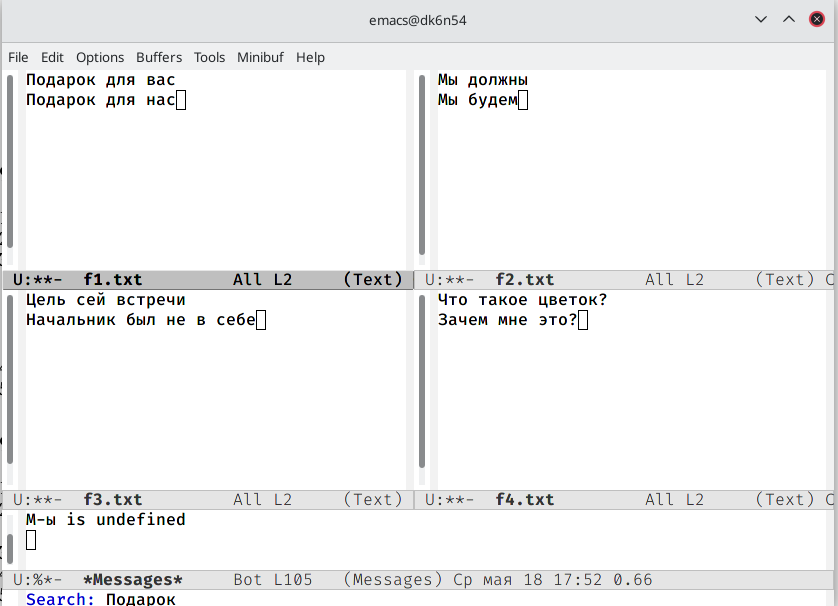 emacs@dk6n54
File Edit Options Buffers Tools Minibuf Help
Подарок для вас
Подарок для нас
Мы должны
Мы будем
U:**- f1.txt All L2 (Text)
U:**- f2.txt All L2 (Text) C
Цель сей встречи
Начальник был не в себе
Что такое цветок?
Зачем мне это?
U:**- f3.txt All L2 (Text)
U:**- f4.txt All L2 (Text) C
M-ы is undefined
U:%*- *Messages* Bot L105 (Messages) Ср мая 18 17:52 0.66
Search: Подарок